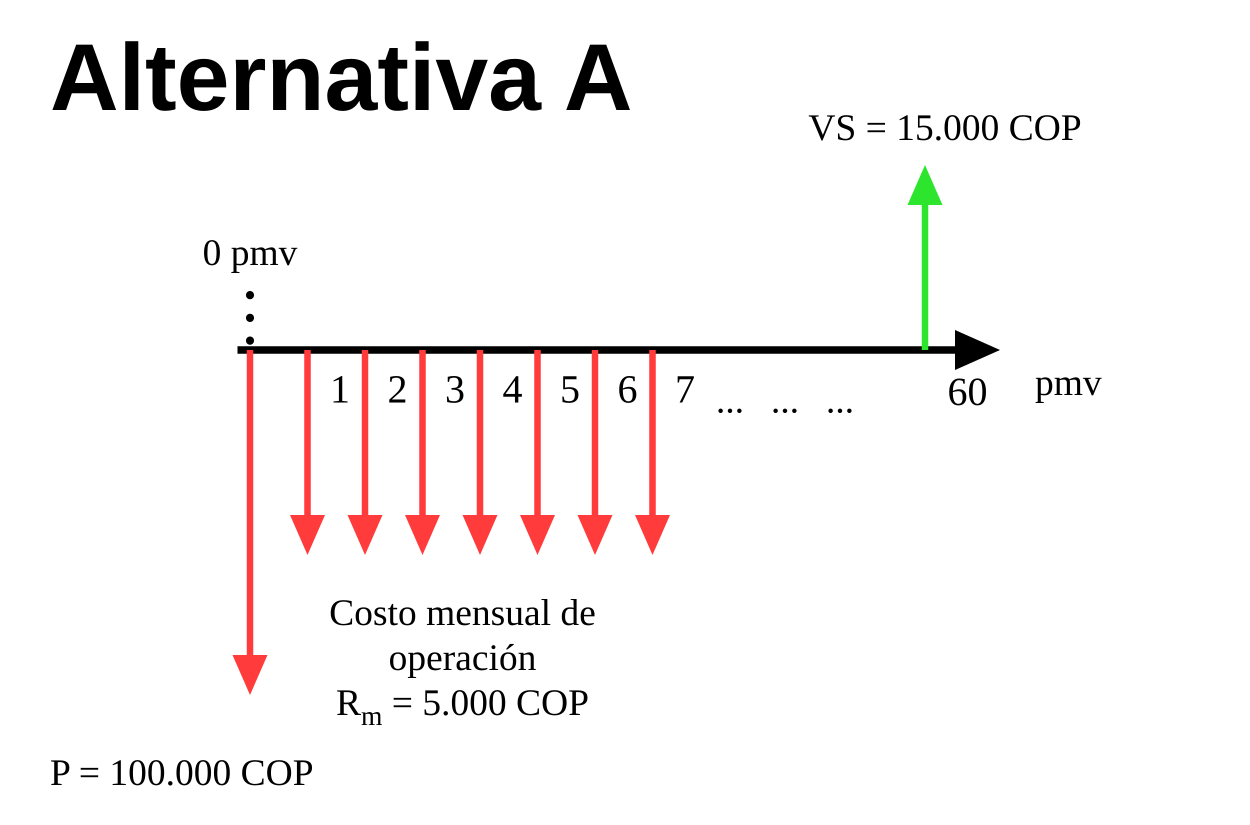 Alternativa A
VS = 15.000 COP
0 pmv
1 2 3 4 5 6 7 ... ... ... 60 pmv
Costo mensual de
operación
Rm = 5.000 COP
P = 100.000 COP